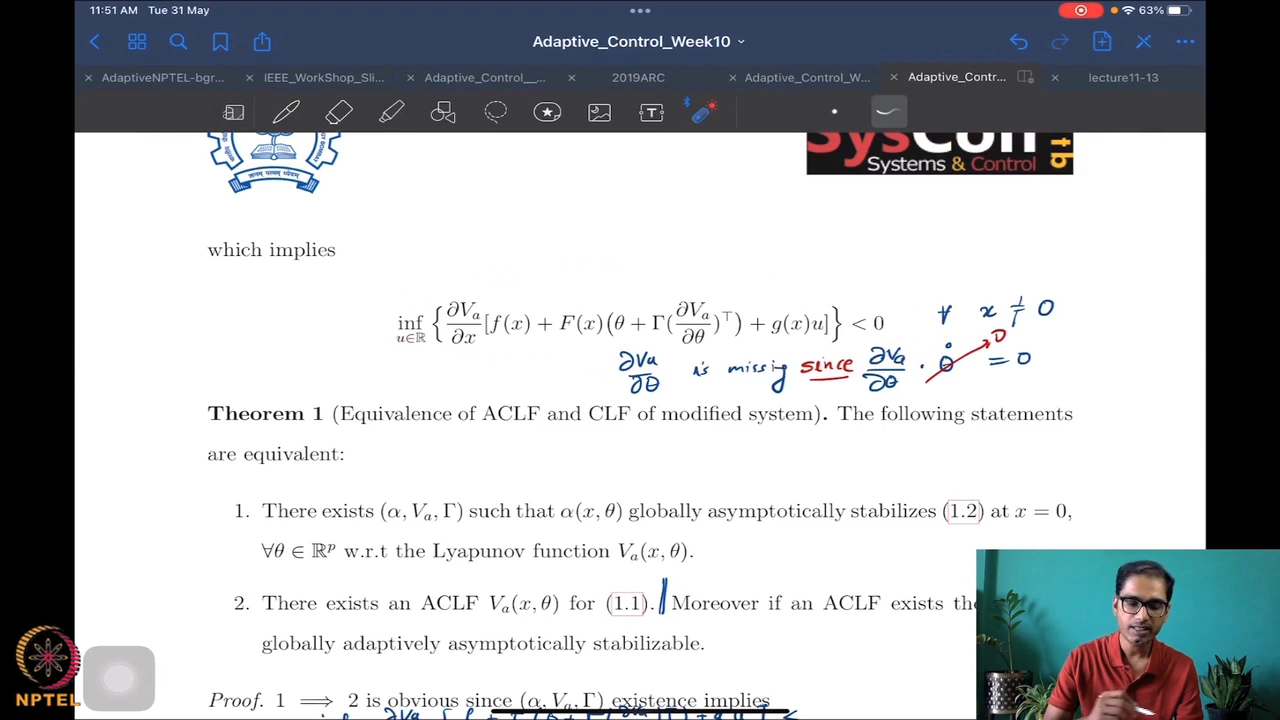 11:51 AM Tue 31 May
63%
Adaptive_Control_Week10
AdaptiveNPTEL-bgr...
IEEE_WorkShop_Sli...
Adaptive_Control__...
2019ARC
Adaptive_Control_W...
Adaptive_Contr...
lecture11-13
SysCon
Systems & Control
itb
which implies
inf_{u∈ℝ} { ∂V_a/∂x [f(x) + F(x)(θ + Γ(∂V_a/∂θ)^⊤) + g(x)u] } < 0 ∀ x ≠ 0
∂Va/∂θ is missing since ∂Va/∂θ · θ̇ 0 = 0
Theorem 1 (Equivalence of ACLF and CLF of modified system). The following statements
are equivalent:
1. There exists (α, V_a, Γ) such that α(x, θ) globally asymptotically stabilizes (1.2) at x = 0,
∀θ ∈ ℝ^p w.r.t the Lyapunov function V_a(x, θ).
2. There exists an ACLF V_a(x, θ) for (1.1). Moreover if an ACLF exists
globally adaptively asymptotically stabilizable.
Proof. 1 ⟹ 2 is obvious since (α, V_a, Γ) existence implies
NPTEL